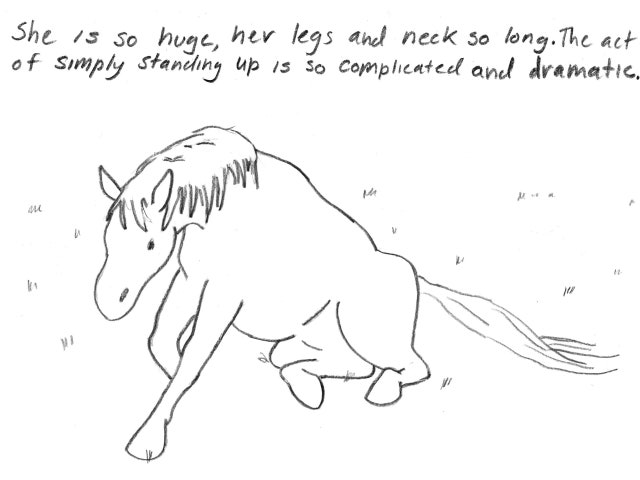 She is so huge, her legs and neck so long. The act
of simply standing up is so complicated and dramatic.